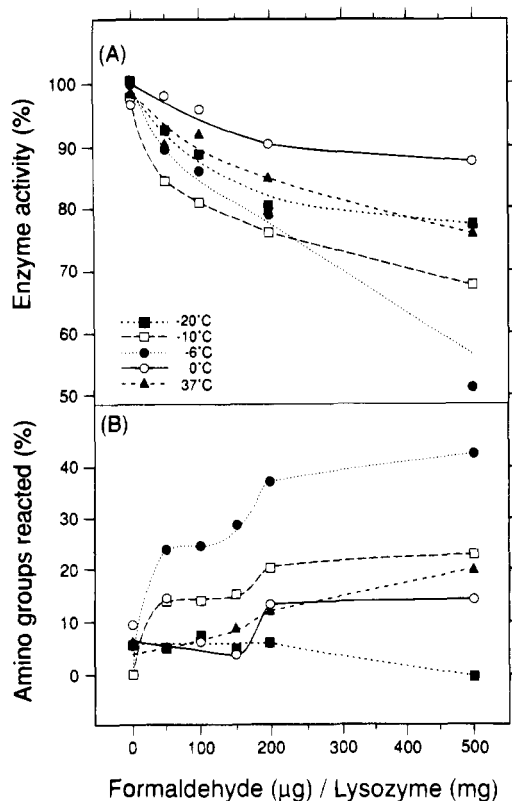 (A)
Enzyme activity (%)
100
90
80
70
60
50
-20°C
-10°C
-6°C
0°C
37°C
(B)
Amino groups reacted (%)
40
30
20
10
0
0 100 200 300 400 500
Formaldehyde (µg) / Lysozyme (mg)